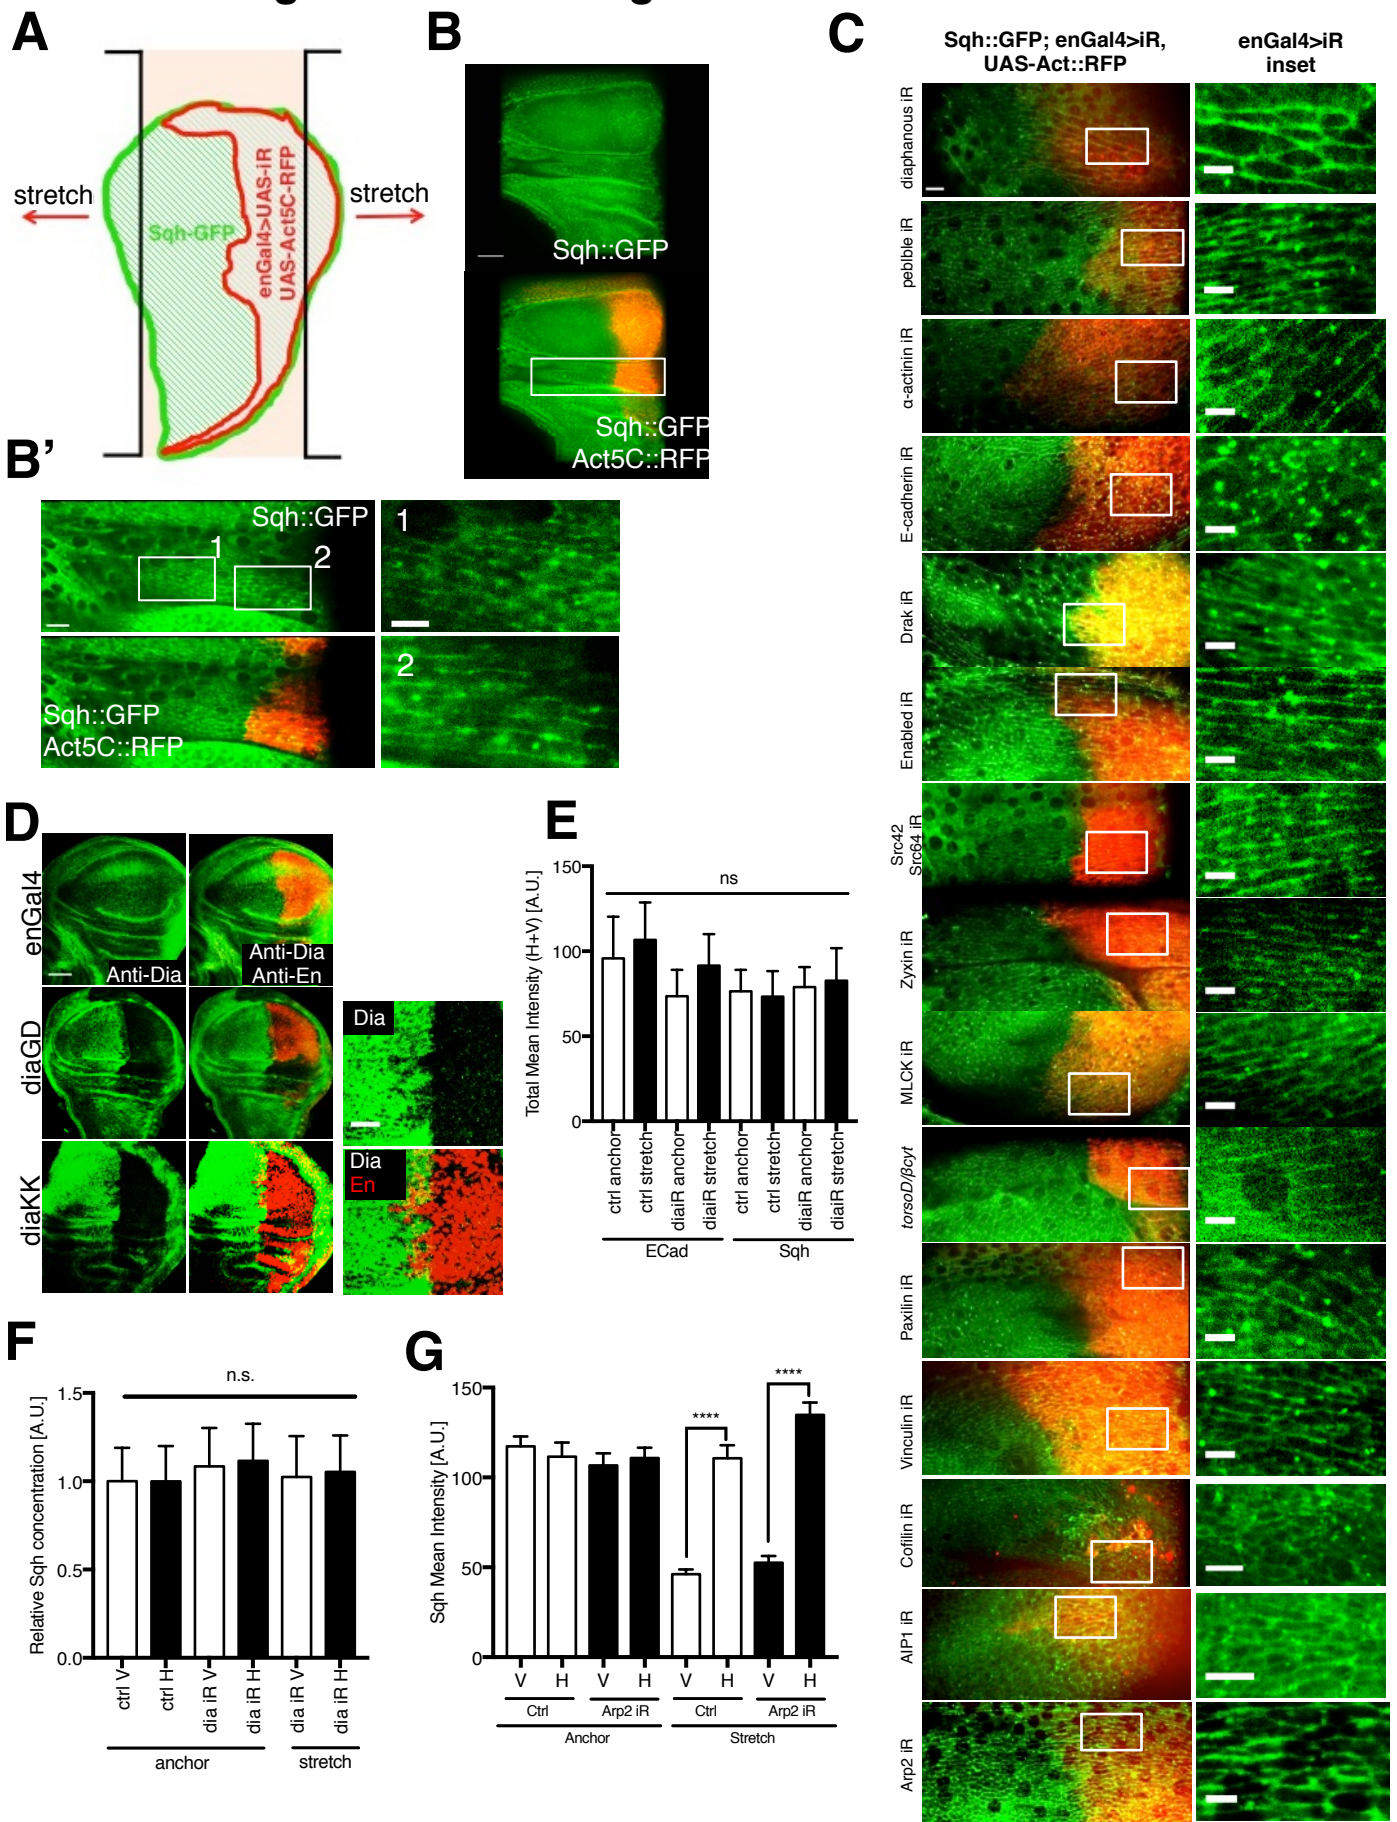 A
stretch
stretch
Sqh-GFP
enGal4>UAS-iR
UAS-Act5C-RFP
B
Sqh::GFP
Sqh::GFP
Act5C::RFP
B'
Sqh::GFP
1
2
Sqh::GFP
Act5C::RFP
1
2
C
Sqh::GFP; enGal4>iR,
UAS-Act::RFP
enGal4>iR
inset
diaphanous iR
peblble iR
α-actinin iR
E-cadherin iR
Drak iR
Enabled iR
Src42
Src64 iR
Zyxin iR
MLCK iR
torsoD/βcyt
Paxilin iR
Vinculin iR
Cofilin iR
AIP1 iR
Arp2 iR
D
enGal4
Anti-Dia
Anti-Dia
Anti-En
diaGD
diaKK
Dia
Dia
En
E
Total Mean Intensity (H+V) [A.U.]
150
100
50
0
ns
ctrl anchor
ctrl stretch
diaiR anchor
diaiR stretch
ctrl anchor
ctrl stretch
diaiR anchor
diaiR stretch
ECad
Sqh
F
Relative Sqh concentration [A.U.]
1.5
1.0
0.5
0.0
n.s.
ctrl V
ctrl H
dia iR V
dia iR H
dia iR V
dia iR H
anchor
stretch
G
Sqh Mean Intensity [A.U.]
150
100
50
0
****
****
V H V H V H V H
Ctrl Arp2 iR Ctrl Arp2 iR
Anchor Stretch